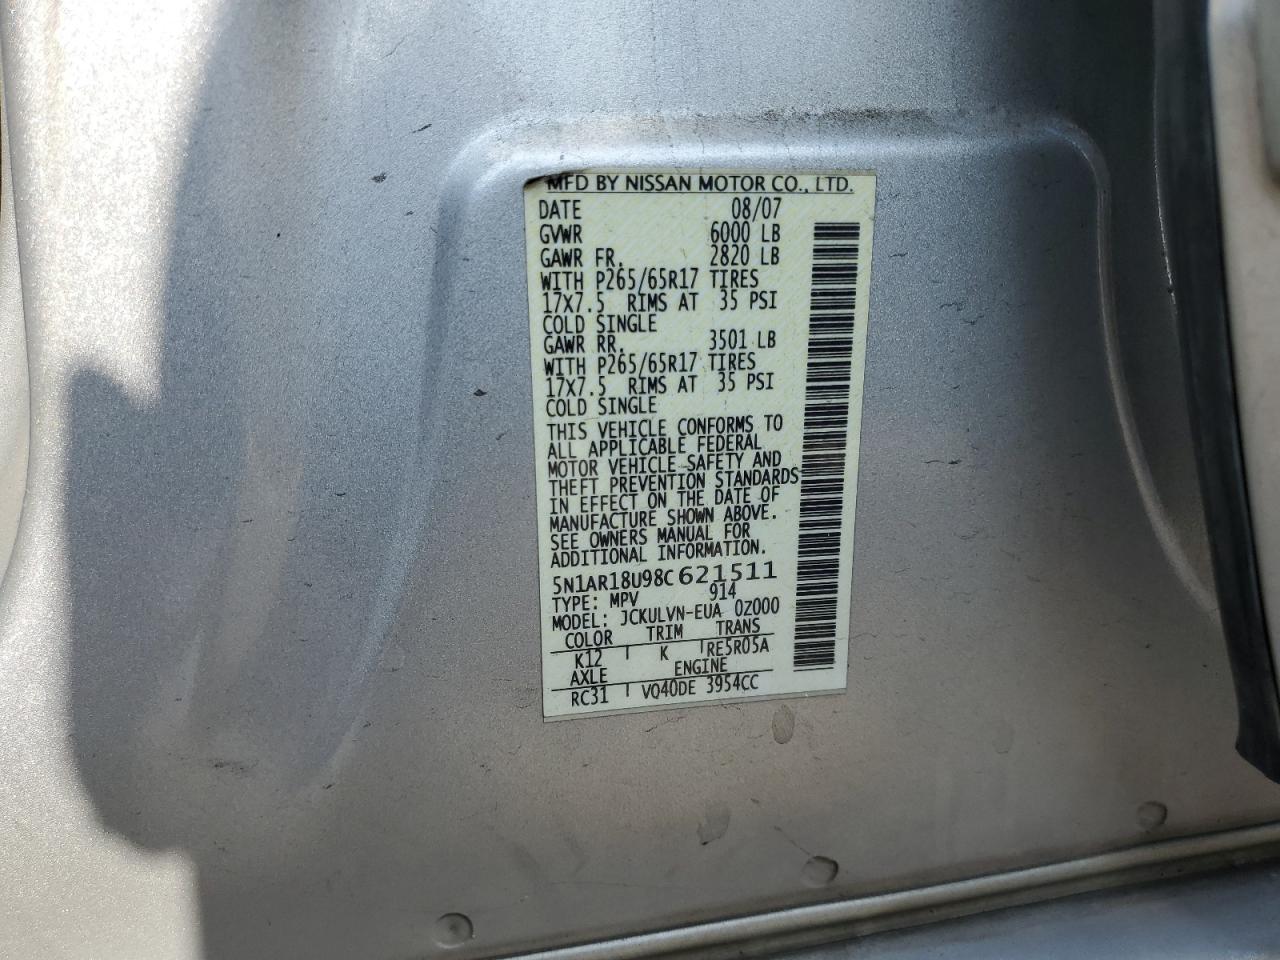 MFD BY NISSAN MOTOR CO., LTD.
DATE 08/07
GVWR 6000 LB
GAWR FR. 2820 LB
WITH P265/65R17 TIRES
17X7.5 RIMS AT 35 PSI
COLD SINGLE
GAWR RR. 3501 LB
WITH P265/65R17 TIRES
17X7.5 RIMS AT 35 PSI
COLD SINGLE
THIS VEHICLE CONFORMS TO
ALL APPLICABLE FEDERAL
MOTOR VEHICLE SAFETY AND
THEFT PREVENTION STANDARDS
IN EFFECT ON THE DATE OF
MANUFACTURE SHOWN ABOVE.
SEE OWNERS MANUAL FOR
ADDITIONAL INFORMATION.
5N1AR18U98C621511
TYPE: MPV 914
MODEL: JCKULVN-EUA 0Z000
COLOR TRIM TRANS
K12 K RE5R05A
AXLE ENGINE
RC31 VQ40DE 3954CC